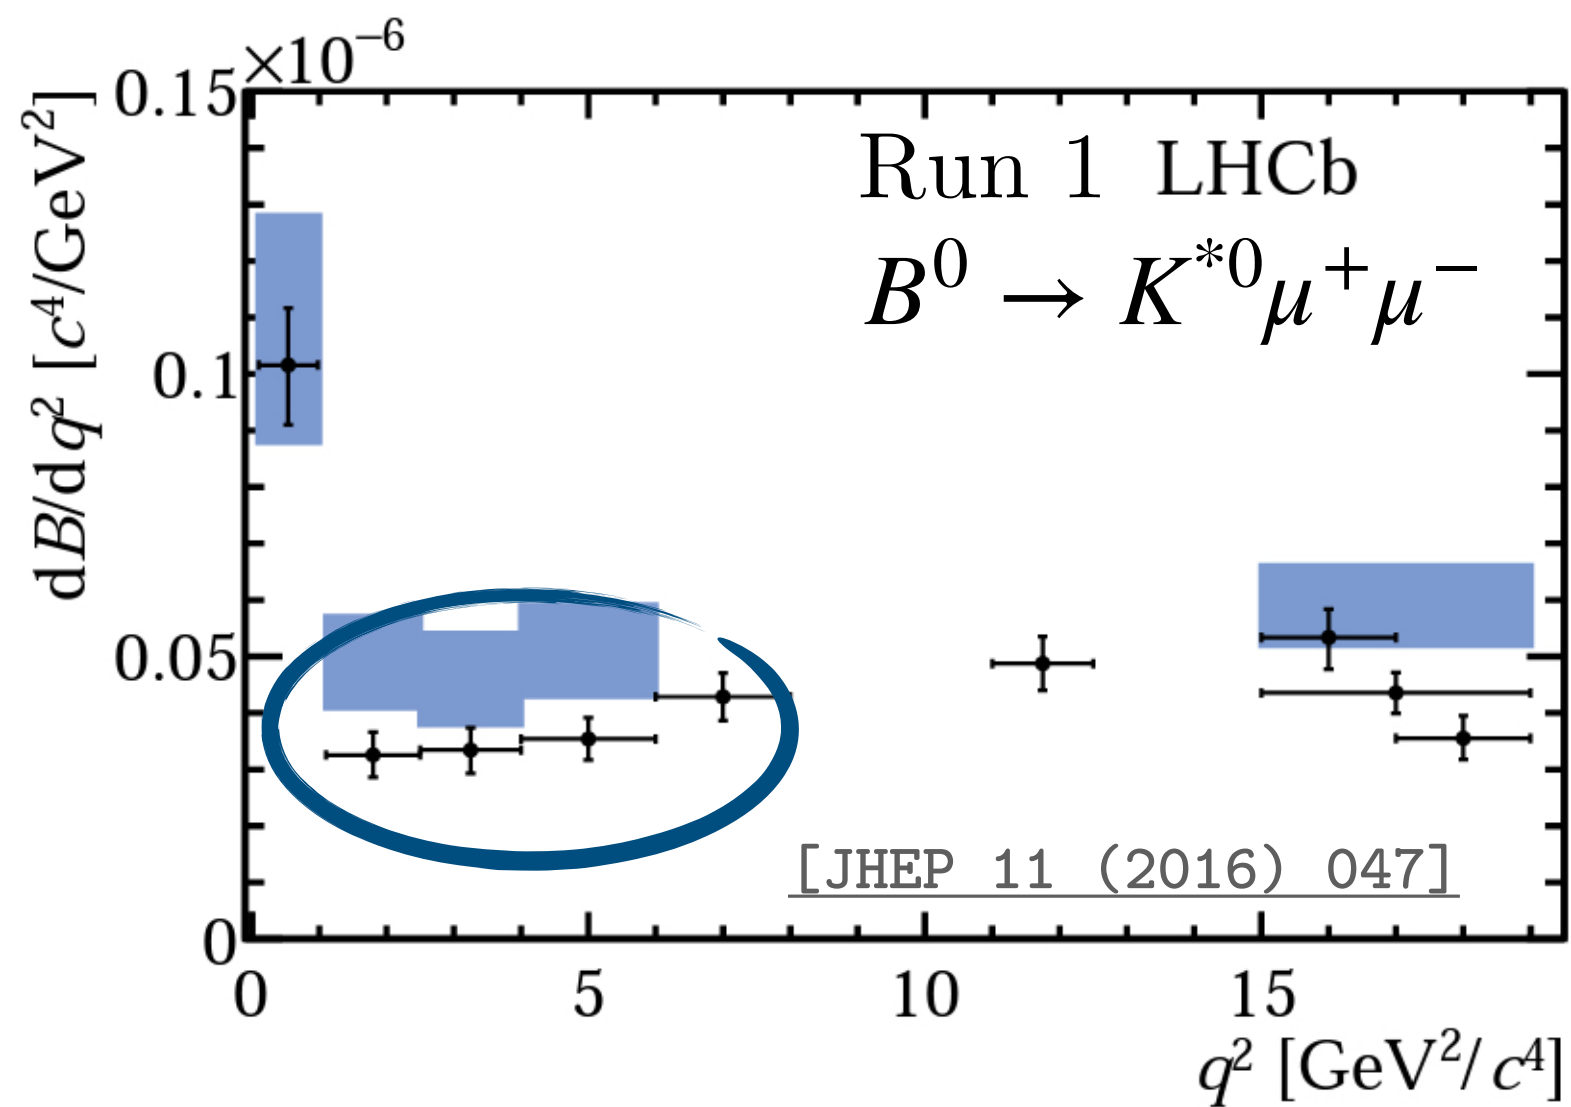 ×10⁻⁶
0.15
0.1
0.05
0
dB/dq² [c⁴/GeV²]
Run 1 LHCb
B⁰ → K*⁰μ⁺μ⁻
[JHEP 11 (2016) 047]
0 5 10 15
q² [GeV²/c⁴]